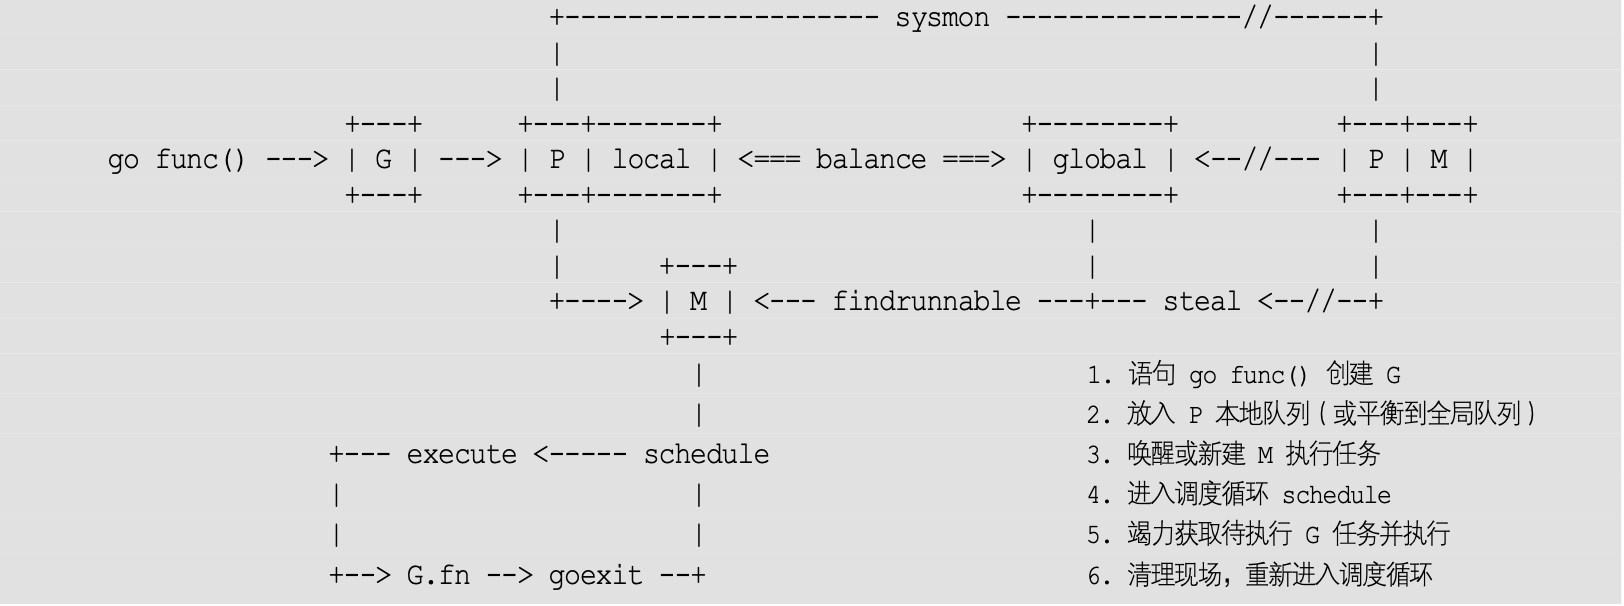 +-------------------- sysmon ---------------//------+
|                                                   |
|                                                   |
+---+      +---+-------+                   +--------+          +---+---+
go func() ---> | G | ---> | P | local | <=== balance ===> | global | <--//--- | P | M |
+---+      +---+-------+                   +--------+          +---+---+
|                                 |                 |
|      +---+                      |                 |
+----> | M | <--- findrunnable ---+--- steal <--//--+
+---+
|
1. 语句 go func() 创建 G
|
2. 放入 P 本地队列(或平衡到全局队列)
+--- execute <----- schedule
3. 唤醒或新建 M 执行任务
|                      |
4. 进入调度循环 schedule
|                      |
5. 竭力获取待执行 G 任务并执行
+--> G.fn --> goexit --+
6. 清理现场，重新进入调度循环